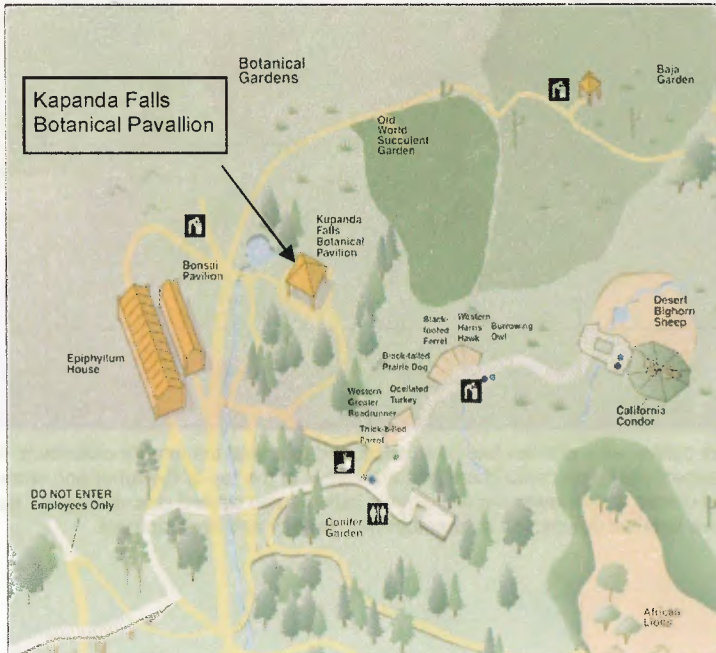 Botanical
Gardens
Kapanda Falls
Botanical Pavallion
Baja
Garden
Old
World
Succulent
Garden
Kupanda
Falls
Botanical
Pavilion
Bonsai
Pavilion
Epiphyllum
House
Black-
footed
Ferret
Western
Harris
Hawk
Burrowing
Owl
Desert
Bighorn
Sheep
Black-tailed
Prairie Dog
Western
Greater
Roadrunner
Ocellated
Turkey
Thick-billed
Parrot
California
Condor
DO NOT ENTER
Employees Only
Conifer
Garden
African
Lions